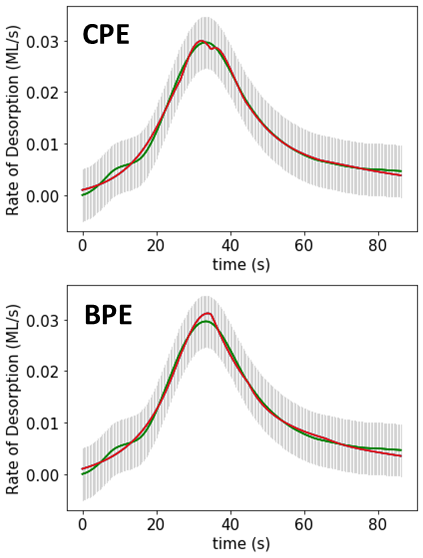 CPE
Rate of Desorption (ML/s)
0.03
0.02
0.01
0.00
0 20 40 60 80
time (s)
BPE
Rate of Desorption (ML/s)
0.03
0.02
0.01
0.00
0 20 40 60 80
time (s)